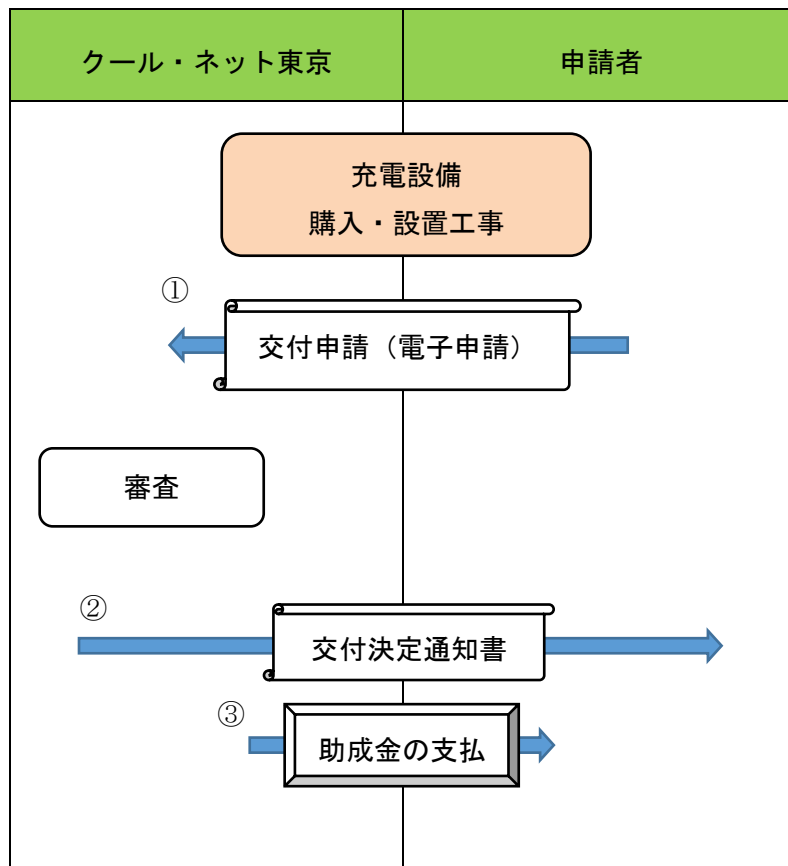 クール・ネット東京
申請者
充電設備
購入・設置工事
①
交付申請（電子申請）
審査
②
交付決定通知書
③
助成金の支払